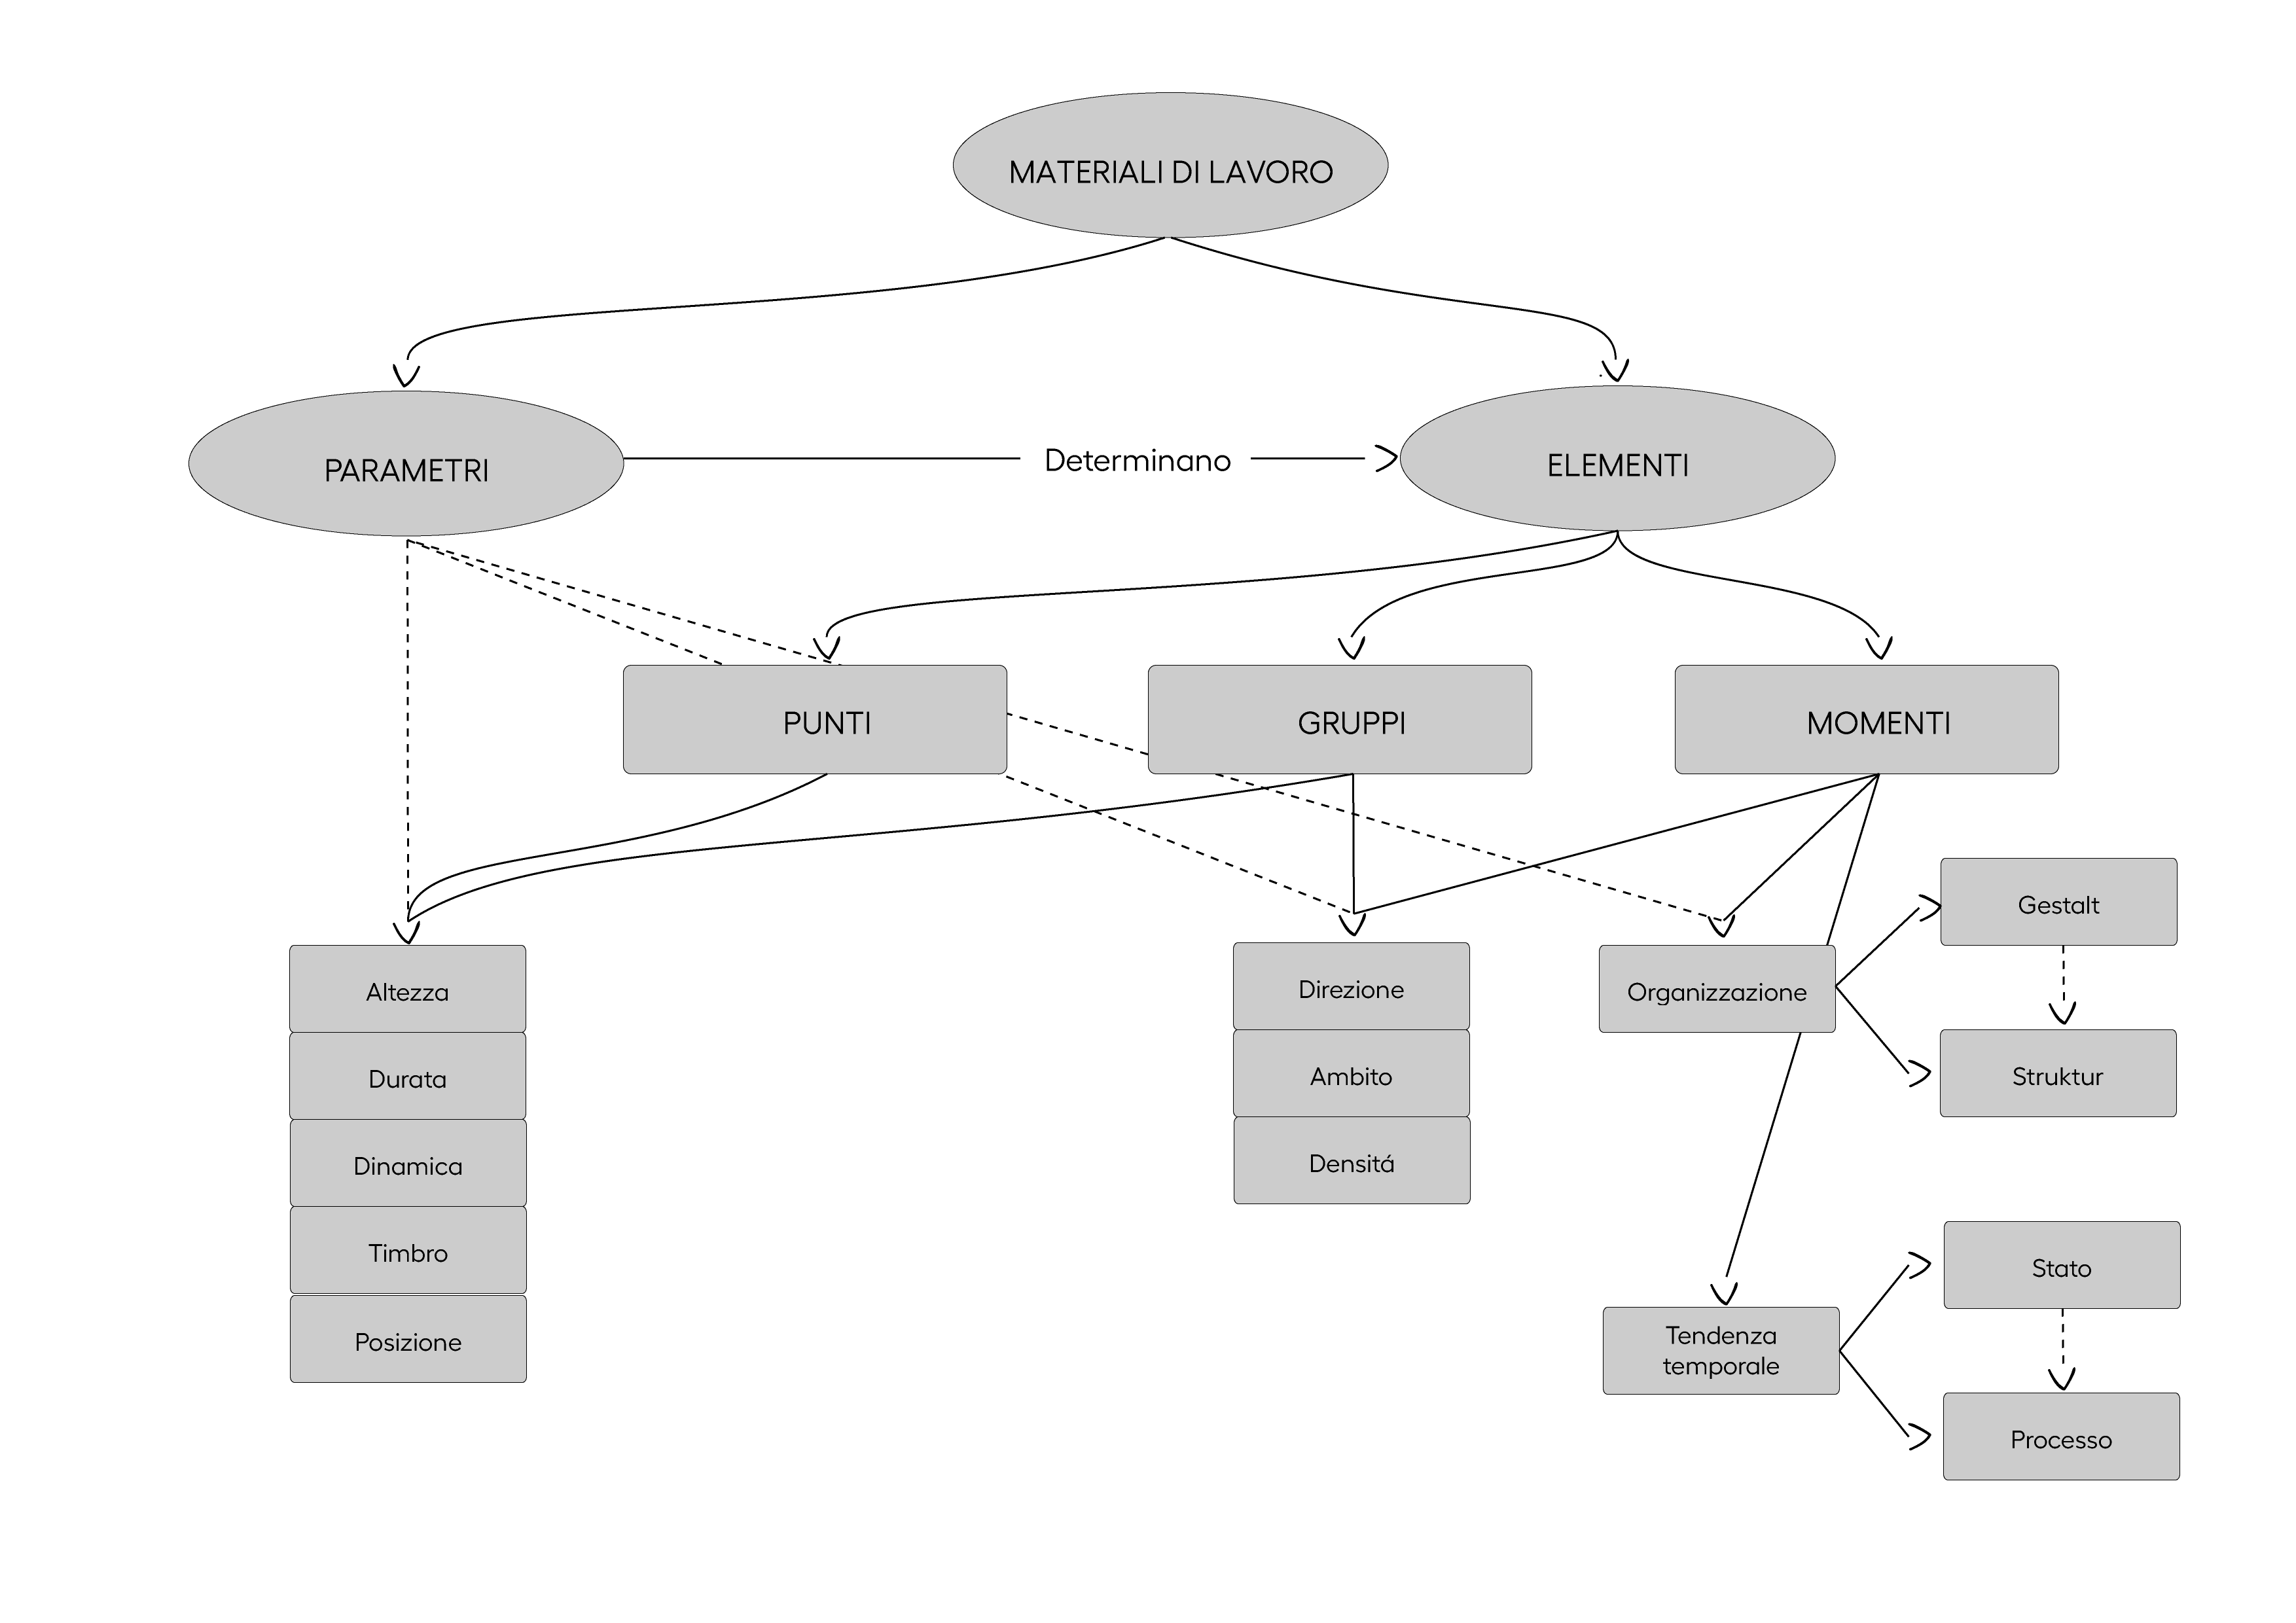 MATERIALI DI LAVORO
PARAMETRI
Determinano
ELEMENTI
PUNTI
GRUPPI
MOMENTI
Altezza
Durata
Dinamica
Timbro
Posizione
Direzione
Ambito
Densitá
Organizzazione
Gestalt
Struktur
Tendenza
temporale
Stato
Processo